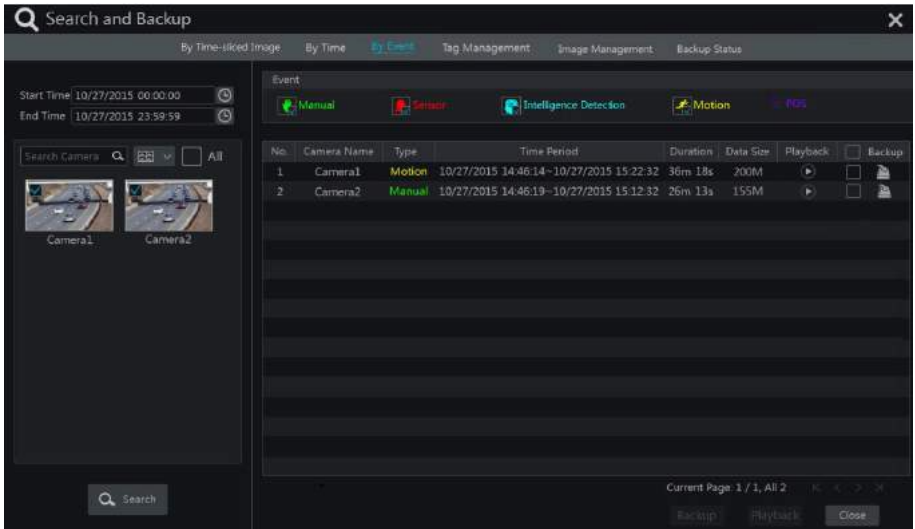 Search and Backup
By Time-sliced Image By Time By Event Tag Management Image Management Backup Status
Start Time 10/27/2015 00:00:00
End Time 10/27/2015 23:59:59
Search Camera All
Camera1 Camera2
Search
Event
Manual Sensor Intelligence Detection Motion POS
No. Camera Name Type Time Period Duration Data Size Playback Backup
1 Camera1 Motion 10/27/2015 14:46:14~10/27/2015 15:22:32 36m 18s 200M
2 Camera2 Manual 10/27/2015 14:46:19~10/27/2015 15:12:32 26m 13s 155M
Current Page: 1 / 1, All 2
Backup Playback Close